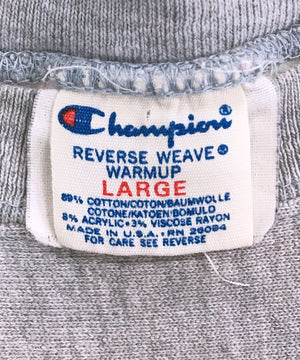 Champion
REVERSE WEAVE®
WARMUP
LARGE
89% COTTON/COTON/BAUMWOLLE
COTONE/KATOEN/BOMULD
8% ACRYLIC • 3% VISCOSE RAYON
MADE IN U.S.A. • RN 26094
FOR CARE SEE REVERSE